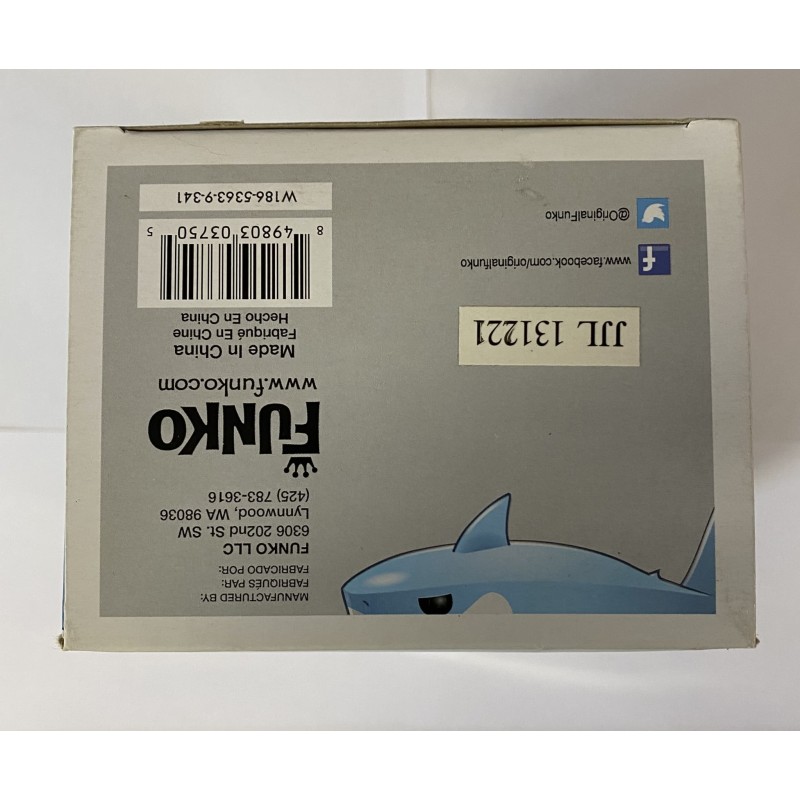 MANUFACTURED BY:
FABRIQUÉS PAR:
FABRICADO POR:
FUNKO LLC
6306 202nd St. SW
Lynnwood, WA 98036
(425) 783-3616
FUNKO
www.funko.com
Made In China
Fabriqué En Chine
Hecho En China
8 49803 03750 5
W186-5363-9-341
JJL 131221
www.facebook.com/originalfunko
@OriginalFunko